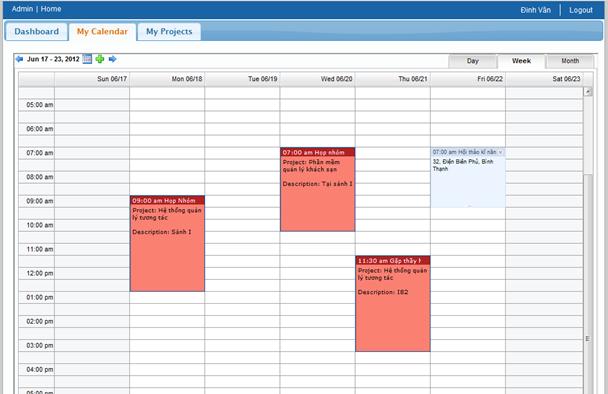 Admin | Home
Đinh Văn | Logout
Dashboard
My Calendar
My Projects
Jun 17 - 23, 2012
Day
Week
Month
Sun 06/17
Mon 06/18
Tue 06/19
Wed 06/20
Thu 06/21
Fri 06/22
Sat 06/23
05:00 am
06:00 am
07:00 am
08:00 am
09:00 am
10:00 am
11:00 am
12:00 pm
01:00 pm
02:00 pm
03:00 pm
04:00 pm
05:00 pm
09:00 am Họp Nhóm
Project: Hệ thống quản
lý tương tác
Description: Sảnh I
07:00 am Họp nhóm
Project: Phần mềm
quản lý khách sạn
Description: Tại sảnh I
11:30 am Gặp thầy h
Project: Hệ thống quản
lý tương tác
Description: I82
07:00 am Hội thảo kĩ năn
32, Điện Biên Phủ, Bình
Thạnh